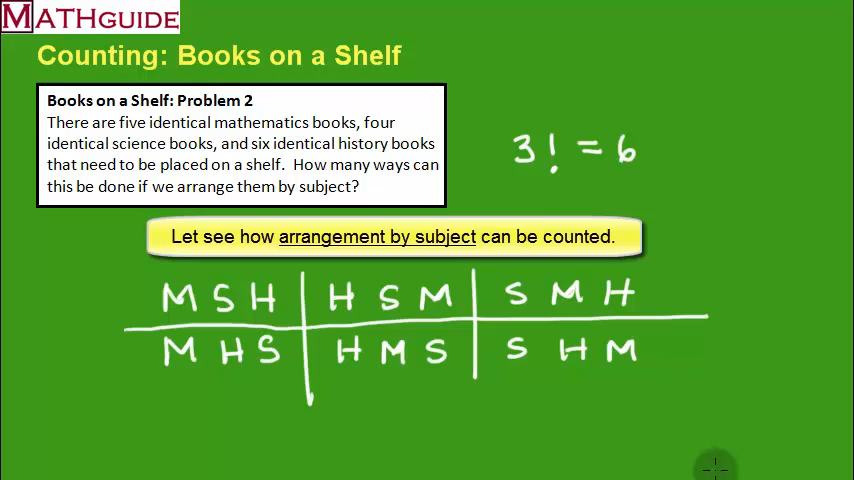 MATHGUIDE
Counting: Books on a Shelf
Books on a Shelf: Problem 2
There are five identical mathematics books, four
identical science books, and six identical history books
that need to be placed on a shelf. How many ways can
this be done if we arrange them by subject?
3! = 6
Let see how arrangement by subject can be counted.
M S H | H S M | S M H
M H S | H M S | S H M